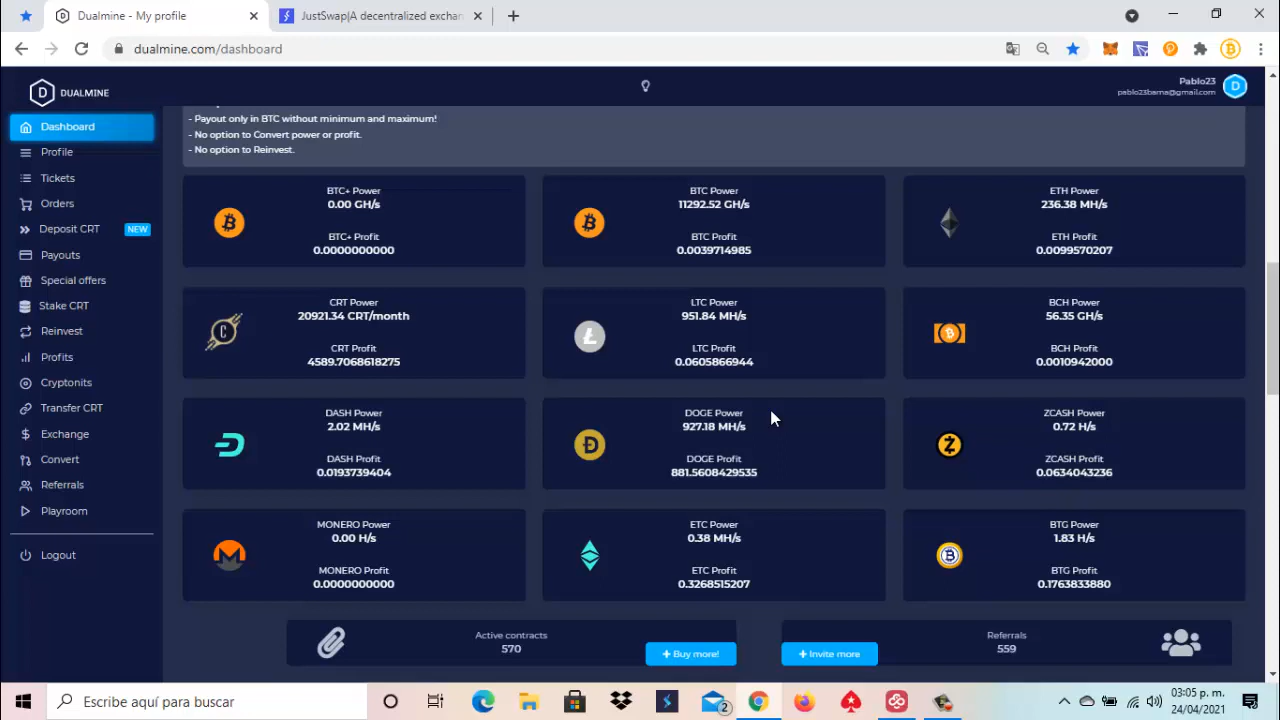 Dualmine - My profile
JustSwap|A decentralized exchan
dualmine.com/dashboard
DUALMINE
Pablo23
pablo23bama@gmail.com
Dashboard
Profile
Tickets
Orders
Deposit CRT NEW
Payouts
Special offers
Stake CRT
Reinvest
Profits
Cryptonits
Transfer CRT
Exchange
Convert
Referrals
Playroom
Logout
- Payout only in BTC without minimum and maximum!
- No option to Convert power or profit.
- No option to Reinvest.
BTC+ Power
0.00 GH/s
BTC+ Profit
0.0000000000
BTC Power
11292.52 GH/s
BTC Profit
0.0039714985
ETH Power
236.38 MH/s
ETH Profit
0.0099570207
CRT Power
20921.34 CRT/month
CRT Profit
4589.7068618275
LTC Power
951.84 MH/s
LTC Profit
0.0605866944
BCH Power
56.35 GH/s
BCH Profit
0.0010942000
DASH Power
2.02 MH/s
DASH Profit
0.0193739404
DOGE Power
927.18 MH/s
DOGE Profit
881.5608429535
ZCASH Power
0.72 H/s
ZCASH Profit
0.0634043236
MONERO Power
0.00 H/s
MONERO Profit
0.0000000000
ETC Power
0.38 MH/s
ETC Profit
0.3268515207
BTG Power
1.83 H/s
BTG Profit
0.1763833880
Active contracts
570
+ Buy more!
+ Invite more
Referrals
559
Escribe aquí para buscar
2
03:05 p. m.
24/04/2021